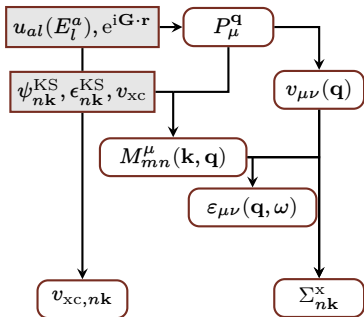 u_{al}(E_l^a), e^{iG·r}
P_μ^q
ψ_{nk}^{KS}, ϵ_{nk}^{KS}, v_{xc}
v_{μν}(q)
M_{mn}^μ(k, q)
ε_{μν}(q, ω)
v_{xc,nk}
Σ_{nk}^x